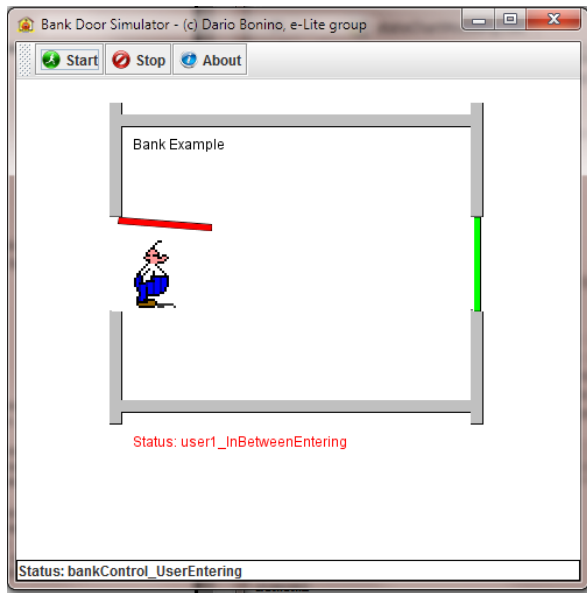 Bank Door Simulator - (c) Dario Bonino, e-Lite group
Start Stop About
Bank Example
Status: user1_InBetweenEntering
Status: bankControl_UserEntering